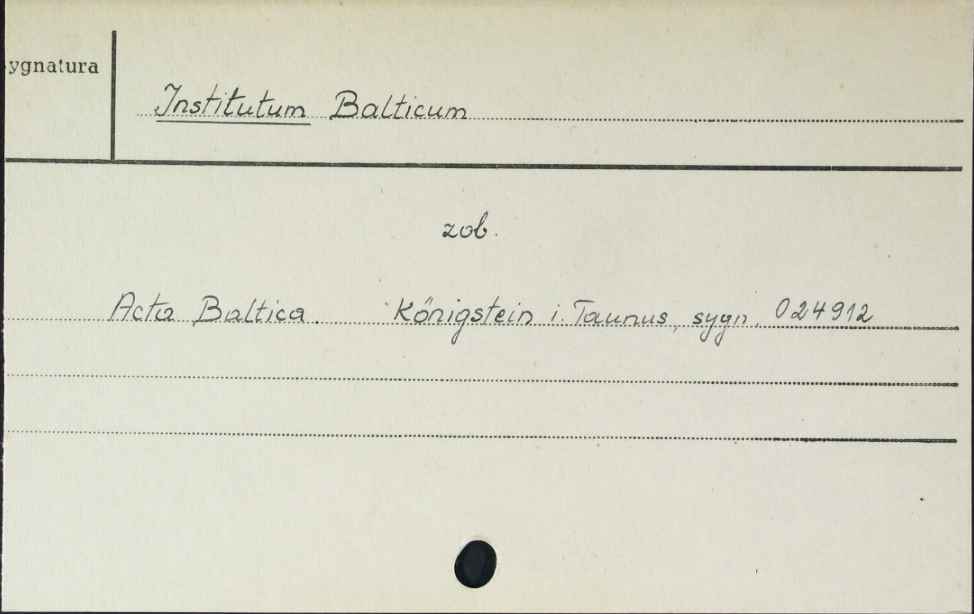 ygnatura
Institutum Balticum
zob.
Acta Baltica. Königstein i. Taunus, sygn. 024912